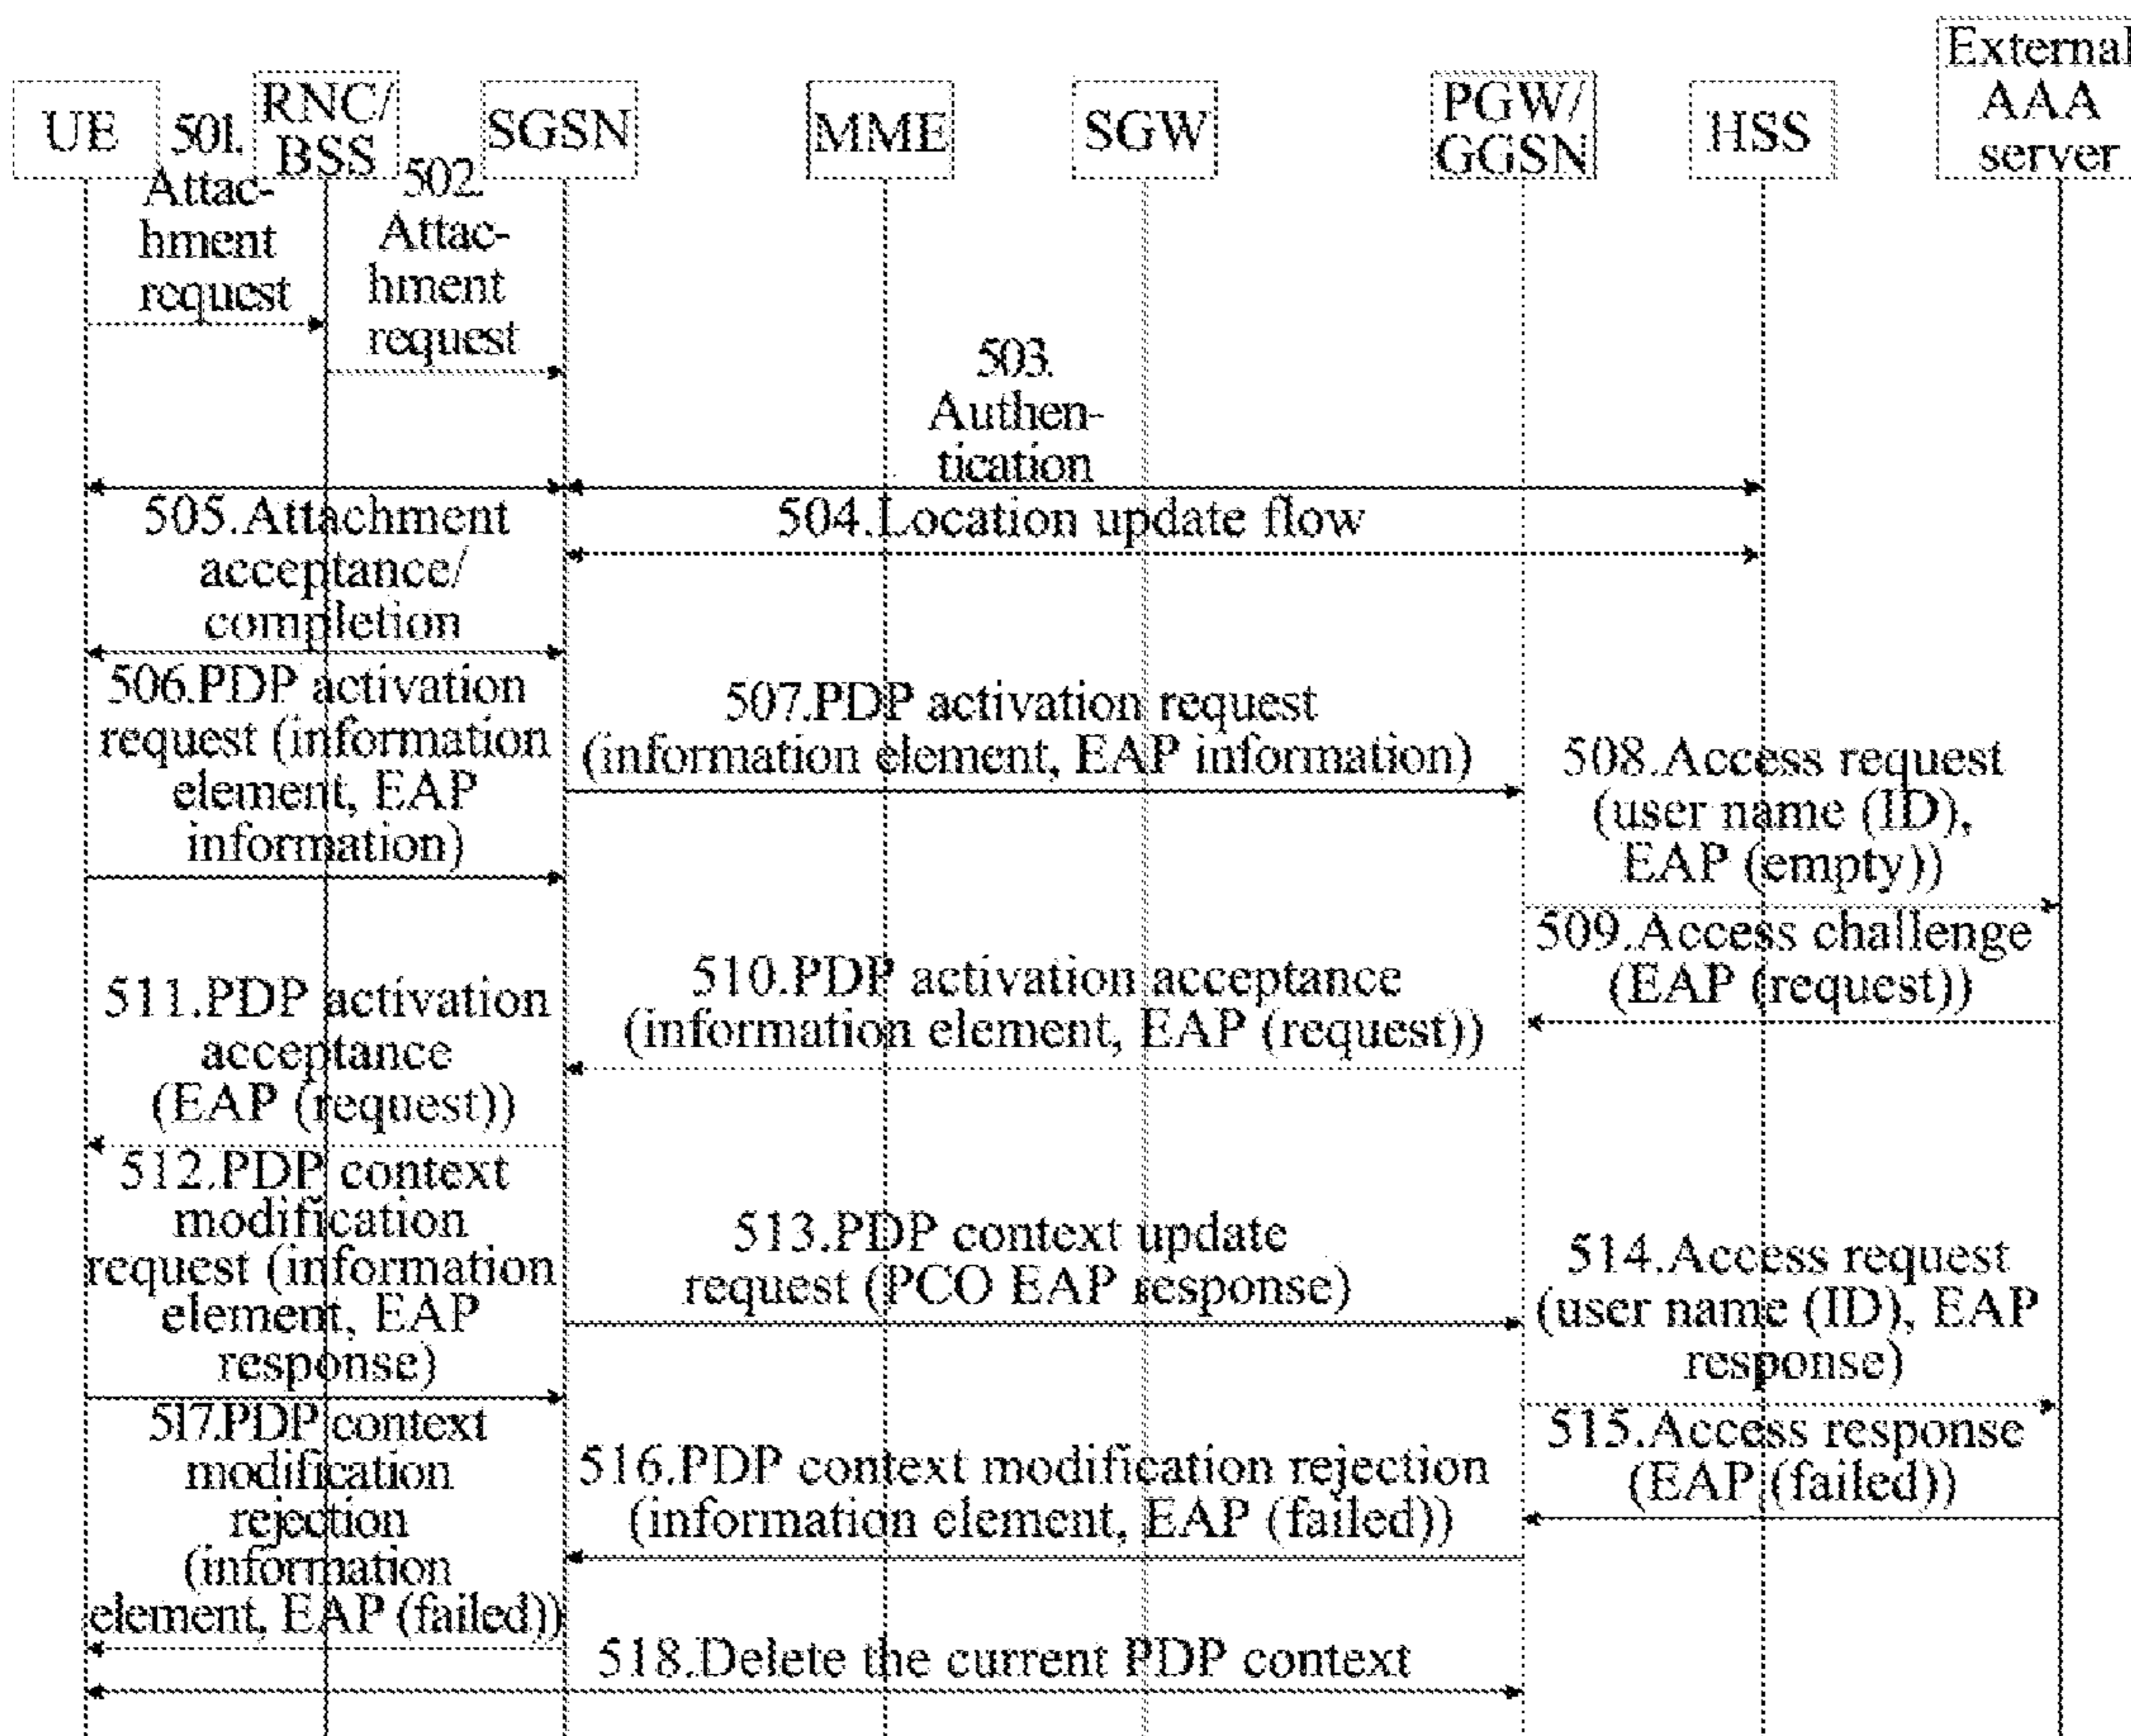 UE
RNC/
BSS
SGSN
MME
SGW
PGW/
GGSN
HSS
External
AAA
server
501.
Attac-
hment
request
502.
Attac-
hment
request
503.
Authen-
tication
504.Location update flow
505.Attachment
acceptance/
completion
506.PDP activation
request (information
element, EAP
information)
507.PDP activation request
(information element, EAP information)
508.Access request
(user name (ID),
EAP (empty))
509.Access challenge
(EAP (request))
510.PDP activation acceptance
(information element, EAP (request))
511.PDP activation
acceptance
(EAP (request))
512.PDP context
modification
request (information
element, EAP
response)
513.PDP context update
request (PCO EAP response)
514.Access request
(user name (ID), EAP
response)
515.Access response
(EAP (failed))
516.PDP context modification rejection
(information element, EAP (failed))
517.PDP context
modification
rejection
(information
element, EAP (failed))
518.Delete the current PDP context